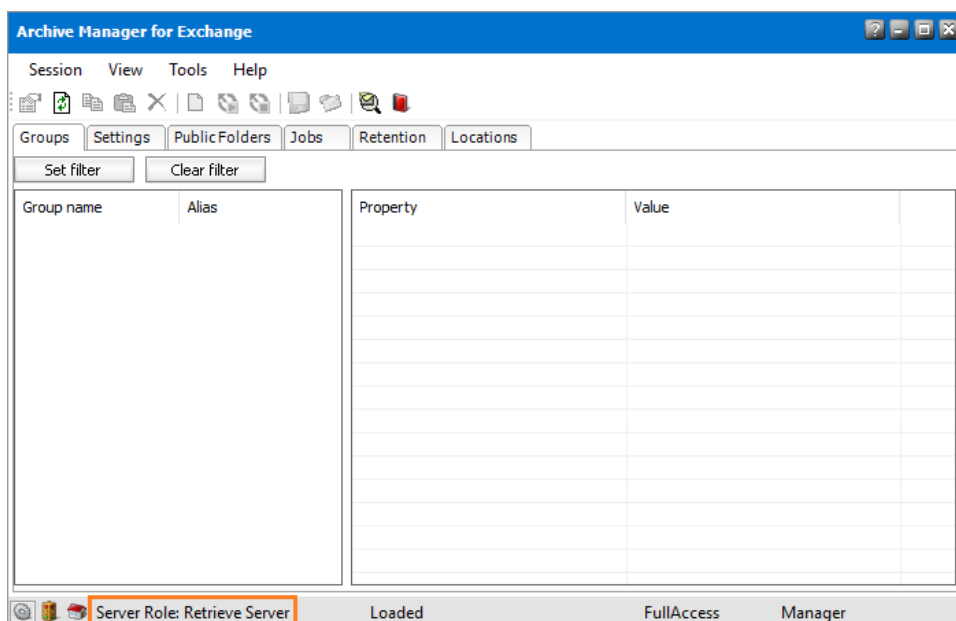 Archive Manager for Exchange
Session View Tools Help
Groups Settings Public Folders Jobs Retention Locations
Set filter Clear filter
Group name Alias Property Value
Server Role: Retrieve Server Loaded FullAccess Manager